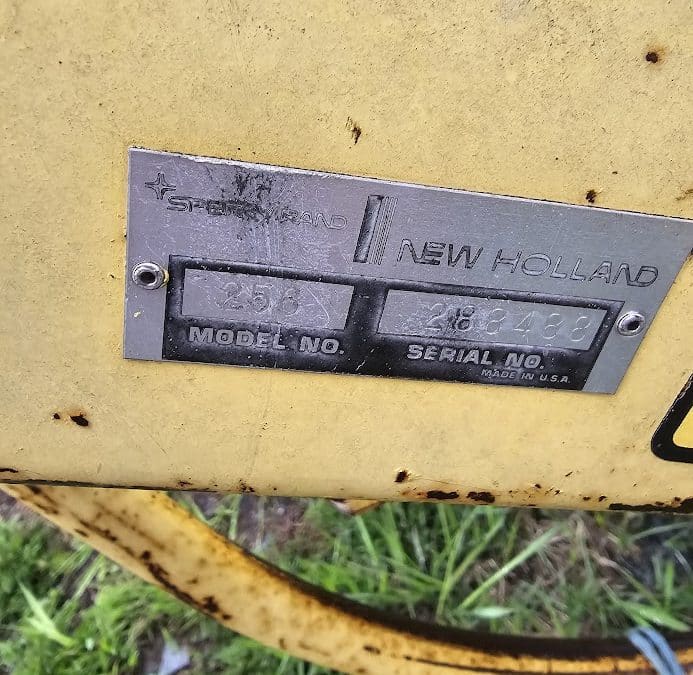 SPERRY RAND
NEW HOLLAND
258
288488
MODEL NO.
SERIAL NO.
MADE IN U.S.A.